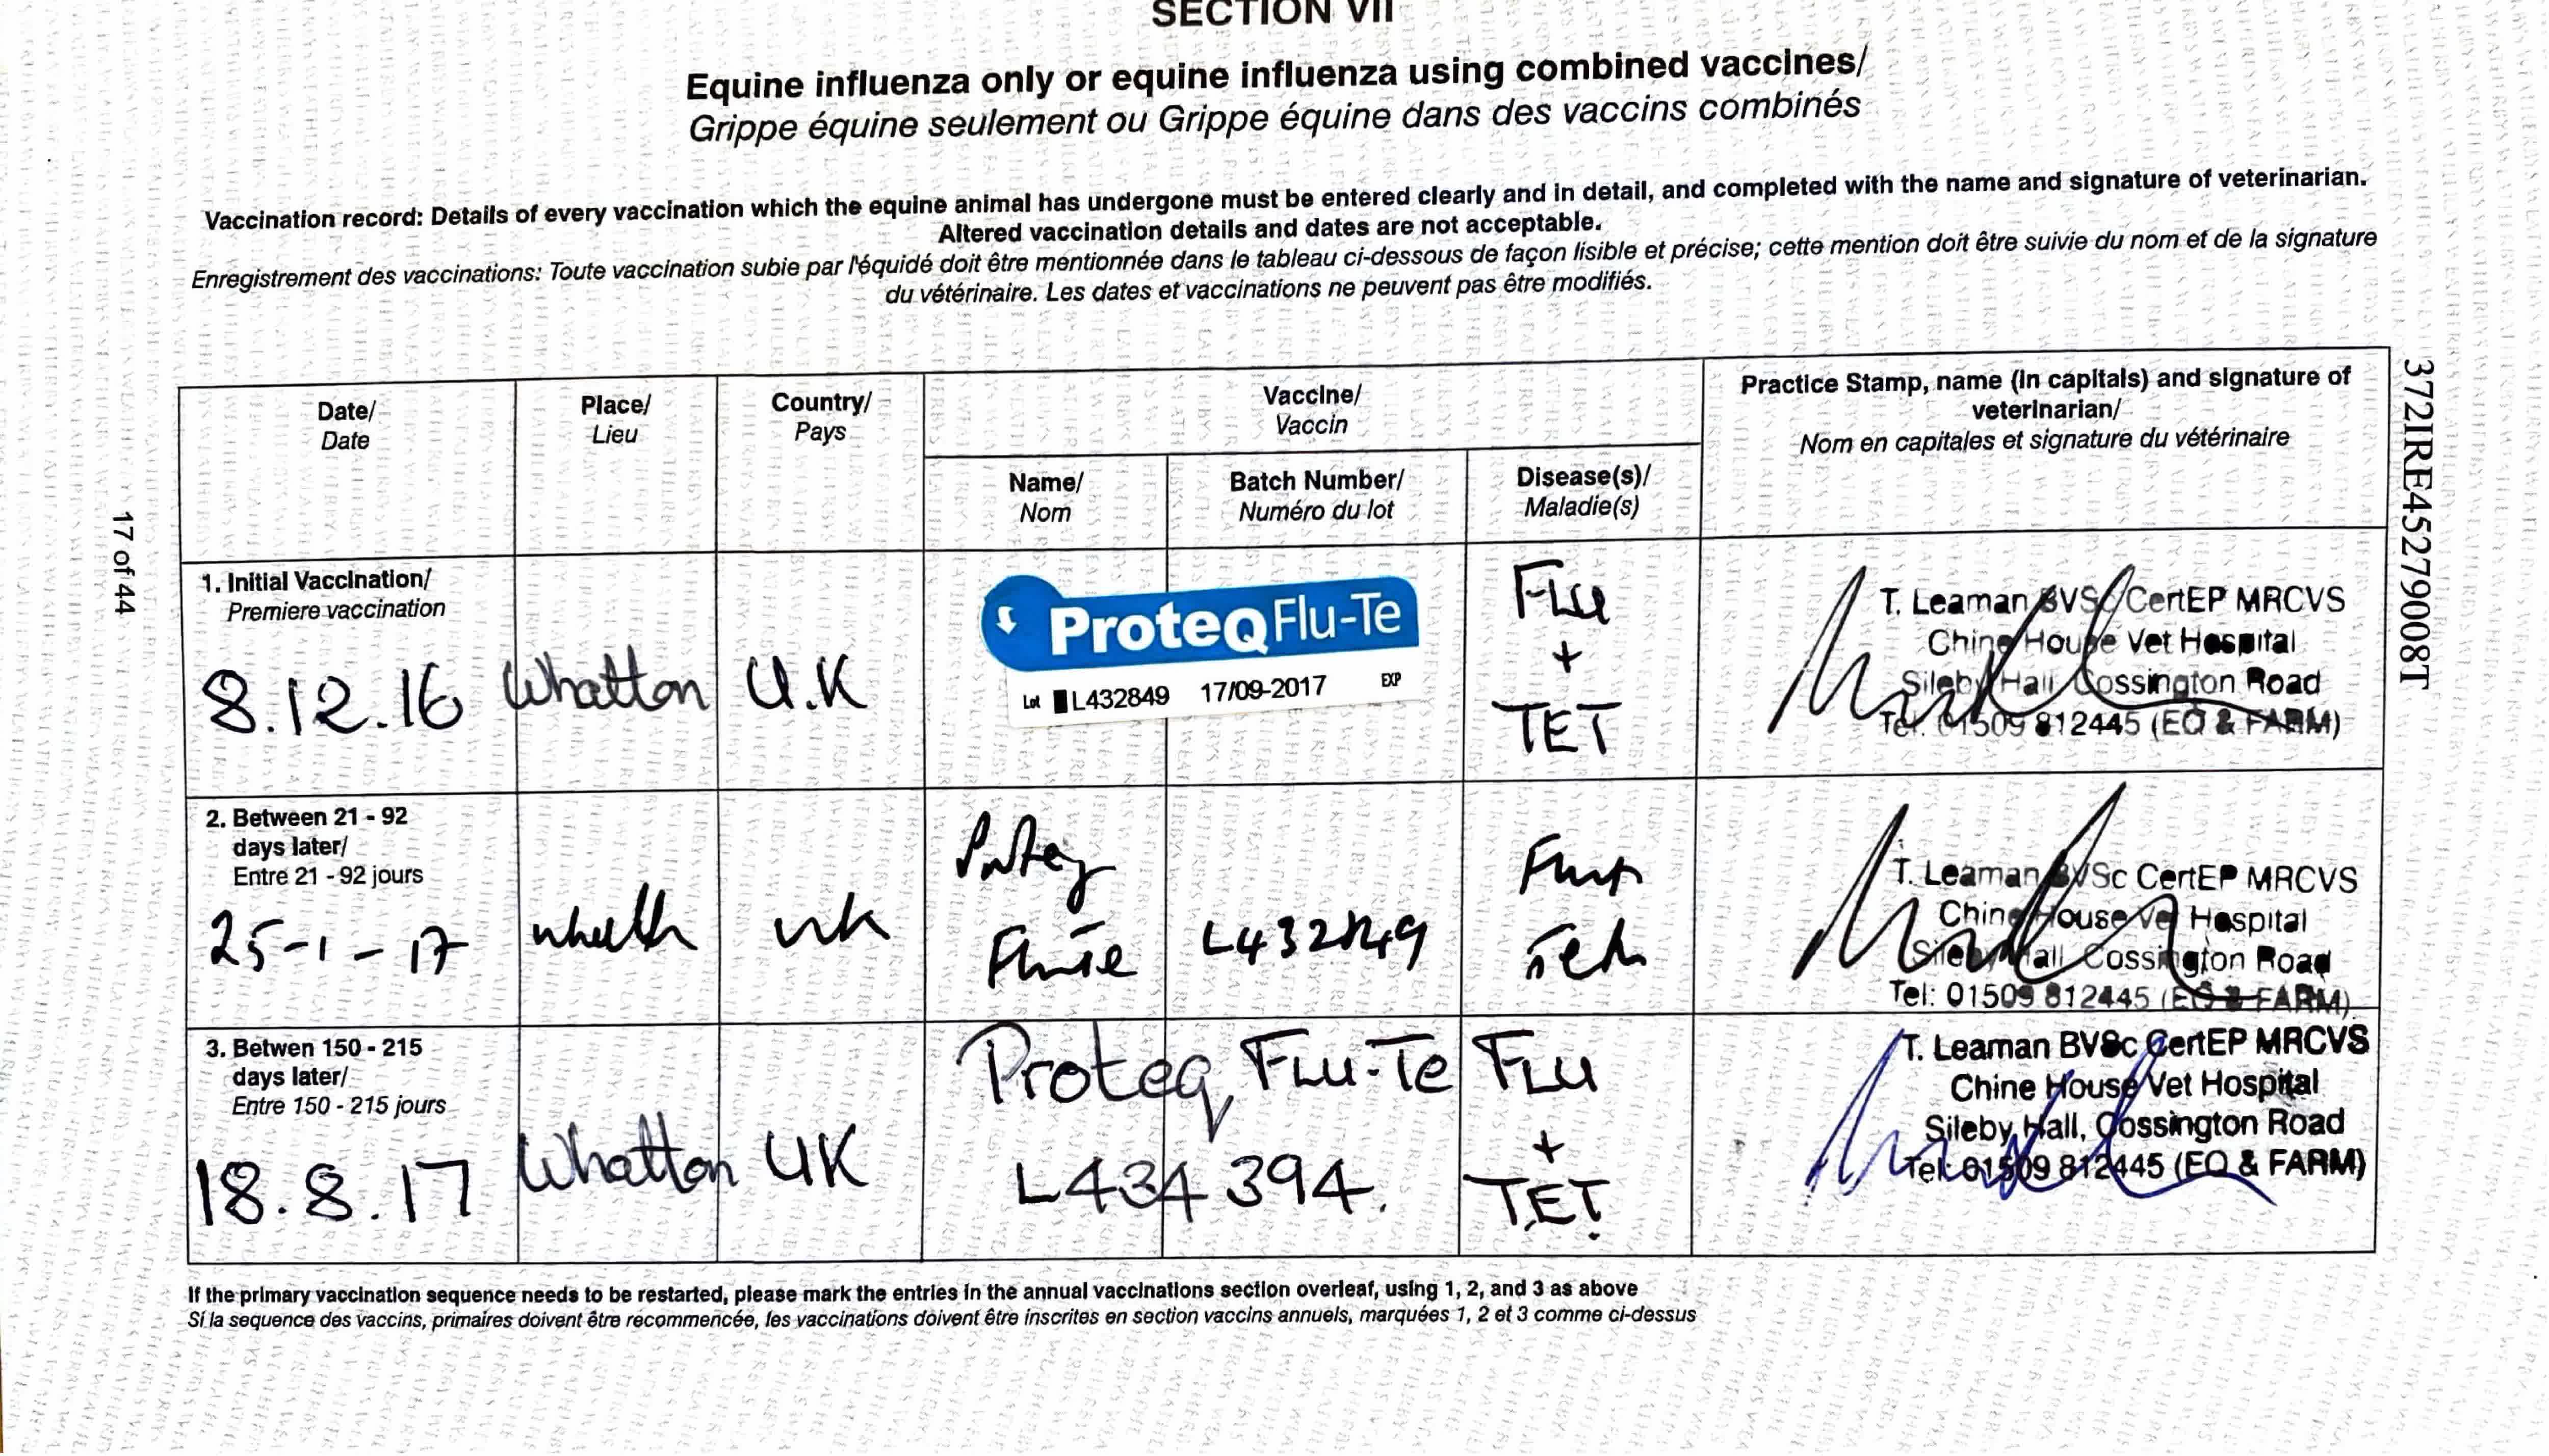 SECTION VII
Equine influenza only or equine influenza using combined vaccines/
Grippe équine seulement ou Grippe équine dans des vaccins combinés
Vaccination record: Details of every vaccination which the equine animal has undergone must be entered clearly and in detail, and completed with the name and signature of veterinarian.
Altered vaccination details and dates are not acceptable.
Enregistrement des vaccinations: Toute vaccination subie par l'équidé doit être mentionnée dans le tableau ci-dessous de façon lisible et précise; cette mention doit être suivie du nom et de la signature
du vétérinaire. Les dates et vaccinations ne peuvent pas être modifiés.
Date/
Date
Place/
Lieu
Country/
Pays
Vaccine/
Vaccin
Name/
Nom
Batch Number/
Numéro du lot
Disease(s)/
Maladie(s)
Practice Stamp, name (in capitals) and signature of
veterinarian/
Nom en capitales et signature du vétérinaire
1. Initial Vaccination/
Premiere vaccination
8.12.16
Whatton
U.K
ProteqFlu-Te
Lot L432849 17/09-2017 EXP
FLU
+
TET
T. Leaman BVSc CertEP MRCVS
Chine House Vet Hospital
Sileby Hall Cossington Road
Tel: 01509 812445 (EQ & FARM)
2. Between 21 - 92
days later/
Entre 21 - 92 jours
25-1-17
uk
Proteq
FluTe
L432849
T. Leaman BVSc CertEP MRCVS
Chine House Vet Hospital
Sileby Hall Cossington Road
Tel: 01509 812445 (EQ & FARM)
3. Betwen 150 - 215
days later/
Entre 150 - 215 jours
18.8.17
Whatton
UK
Proteq FLU-Te
L434394.
FLU
+
TET
T. Leaman BVSc CertEP MRCVS
Chine House Vet Hospital
Sileby Hall, Cossington Road
Tel: 01509 812445 (EQ & FARM)
If the primary vaccination sequence needs to be restarted, please mark the entries in the annual vaccinations section overleaf, using 1, 2, and 3 as above
Si la sequence des vaccins, primaires doivent être recommencée, les vaccinations doivent être inscrites en section vaccins annuels, marquées 1, 2 et 3 comme ci-dessus
17 of 44
372IRE45279008T